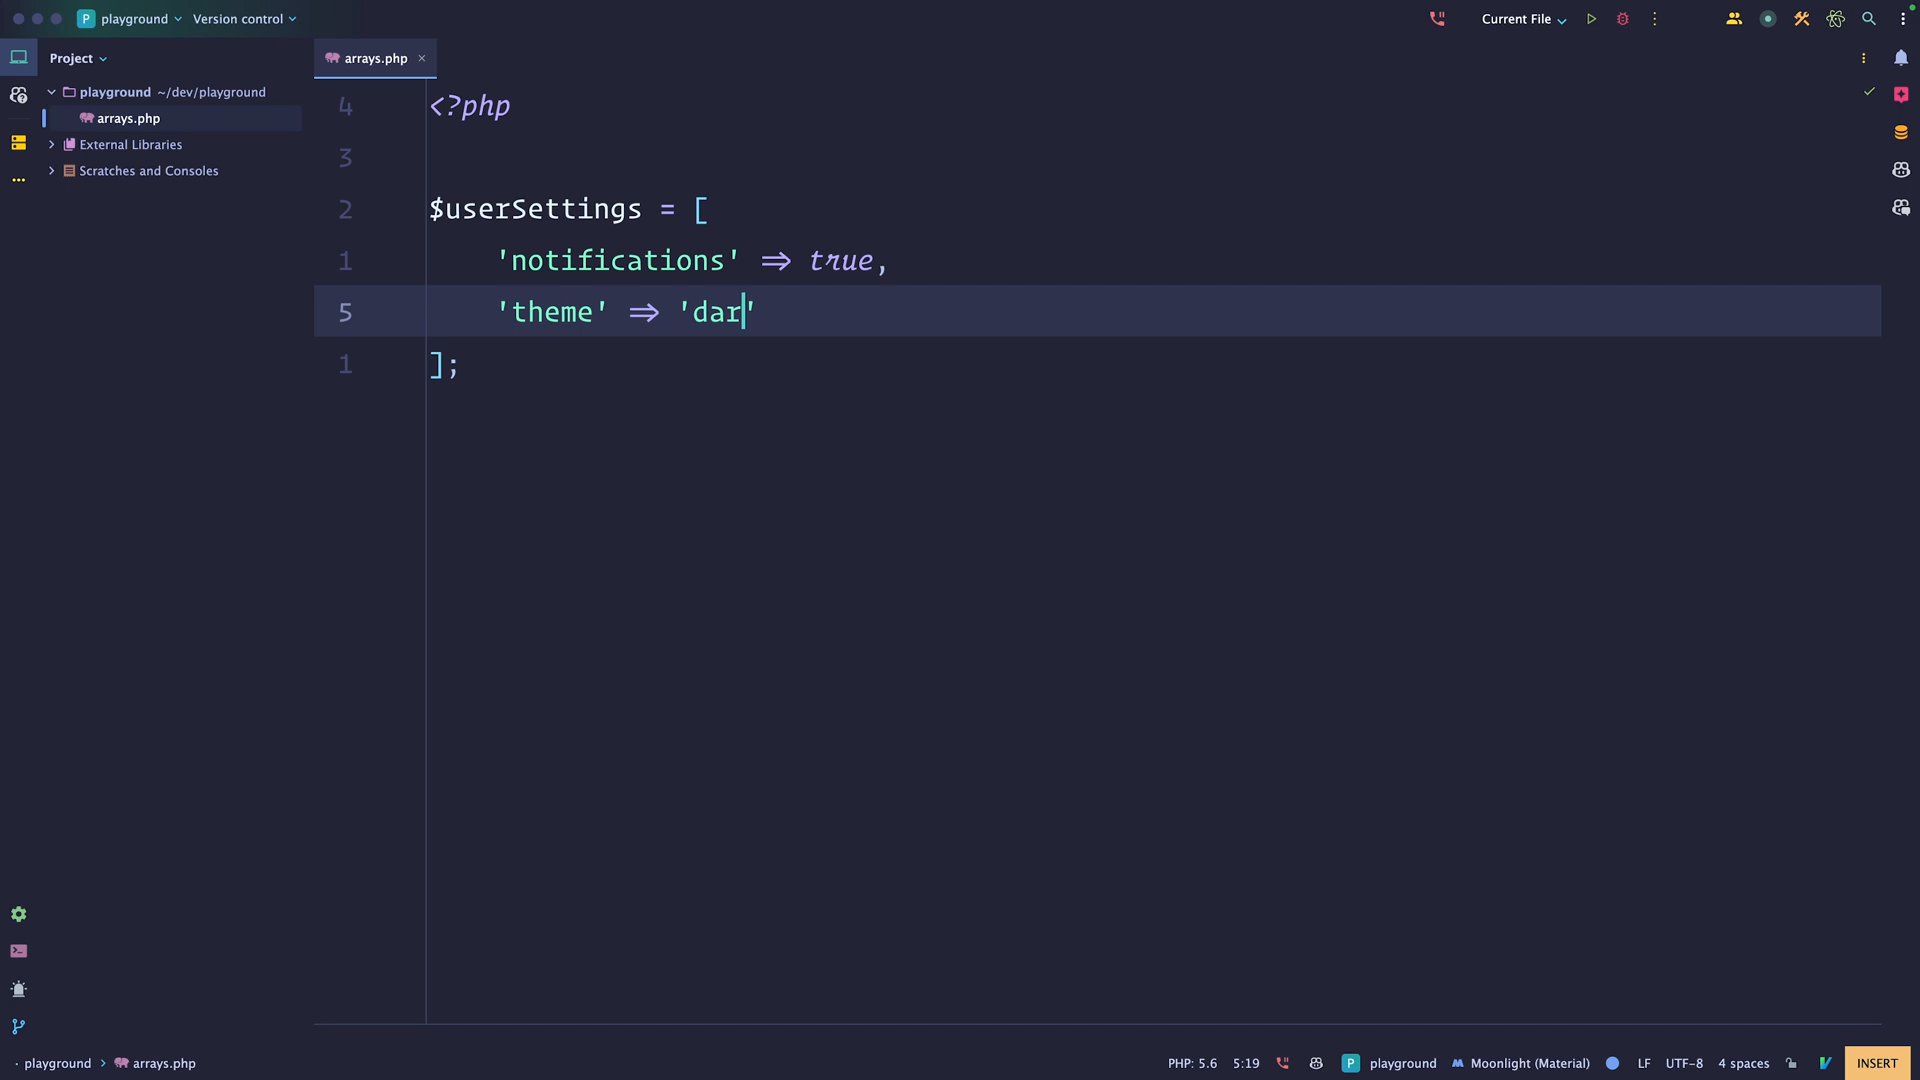 P playground Version control Current File
Project
arrays.php ×
playground ~/dev/playground
arrays.php
External Libraries
Scratches and Consoles
4 <?php
3
2 $userSettings = [
1 'notifications' => true,
5 'theme' => 'dar'
1 ];
playground > arrays.php PHP: 5.6 5:19 P playground Moonlight (Material) LF UTF-8 4 spaces INSERT